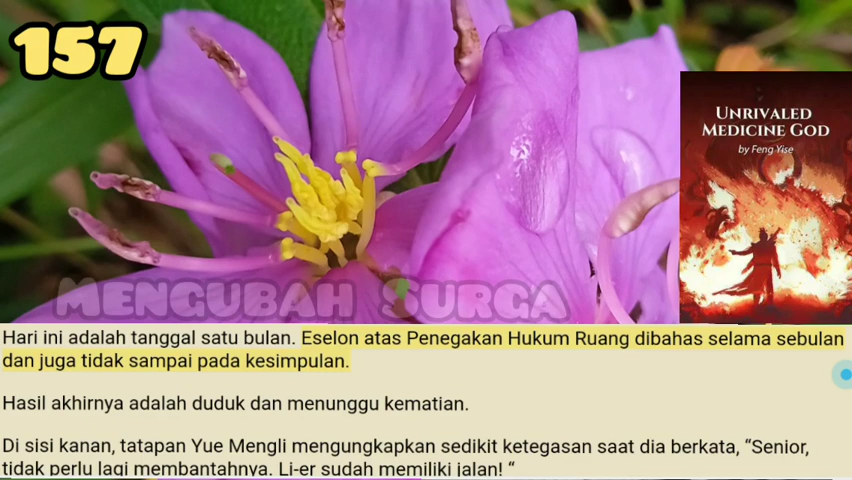 157
UNRIVALED
MEDICINE GOD
by Feng Yise
MENGUBAH SURGA
Hari ini adalah tanggal satu bulan. Eselon atas Penegakan Hukum Ruang dibahas selama sebulan
dan juga tidak sampai pada kesimpulan.
Hasil akhirnya adalah duduk dan menunggu kematian.
Di sisi kanan, tatapan Yue Mengli mengungkapkan sedikit ketegasan saat dia berkata, “Senior,
tidak perlu lagi membantahnya. Li-er sudah memiliki jalan! “